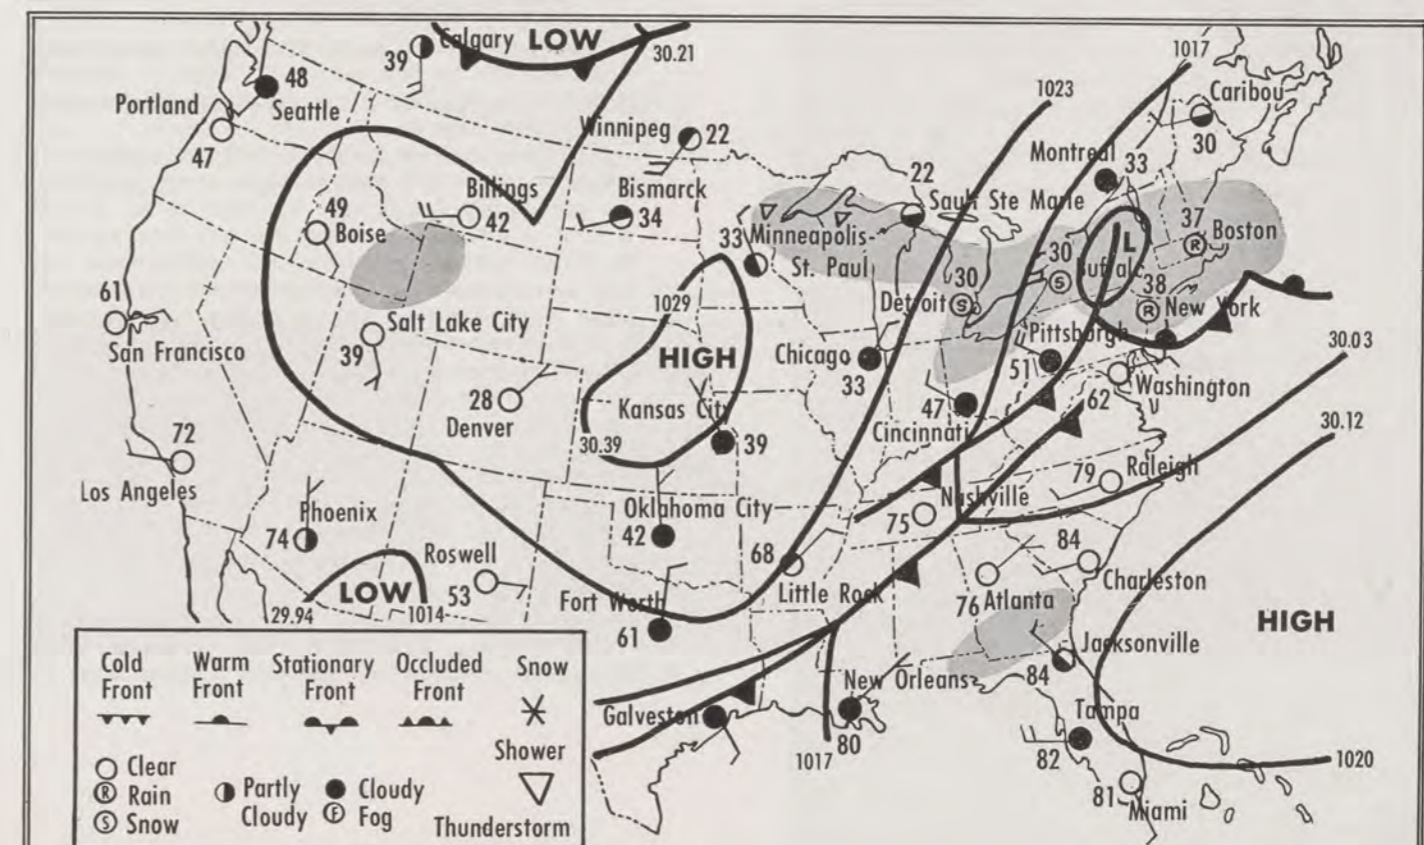 Calgary
LOW
39
30.21
1017
48
Seattle
Portland
47
1023
Caribou
30
Winnipeg
22
Montreal
33
22
Sault Ste Marie
Billings
42
Bismarck
34
49
Boise
33
Minneapolis-
St. Paul
37
Boston
R
L
30
Buffalo
S
30
Detroit
S
38
R
New York
61
San Francisco
Salt Lake City
39
1029
HIGH
Chicago
33
Pittsburgh
51
30.03
Washington
62
28
Denver
Kansas City
39
30.39
47
Cincinnati
30.12
72
Los Angeles
79
Raleigh
Phoenix
74
Oklahoma City
42
Nashville
75
Roswell
53
LOW
29.94
1014
68
Little Rock
84
Charleston
76
Atlanta
Fort Worth
61
HIGH
Jacksonville
84
New Orleans
80
Galveston
1017
Tampa
82
1020
81
Miami
Cold Front
Warm Front
Stationary Front
Occluded Front
Snow
Shower
Thunderstorm
Clear
R Rain
S Snow
Partly
Cloudy
Cloudy
F Fog